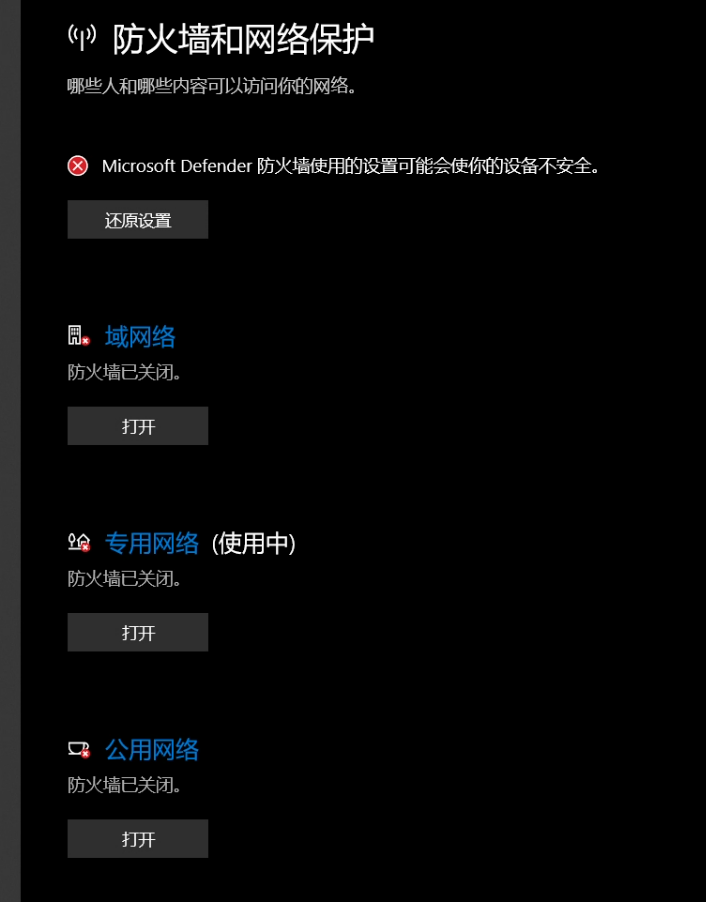 防火墙和网络保护
哪些人和哪些内容可以访问你的网络。
Microsoft Defender 防火墙使用的设置可能会使你的设备不安全。
还原设置
域网络
防火墙已关闭。
打开
专用网络 (使用中)
防火墙已关闭。
打开
公用网络
防火墙已关闭。
打开